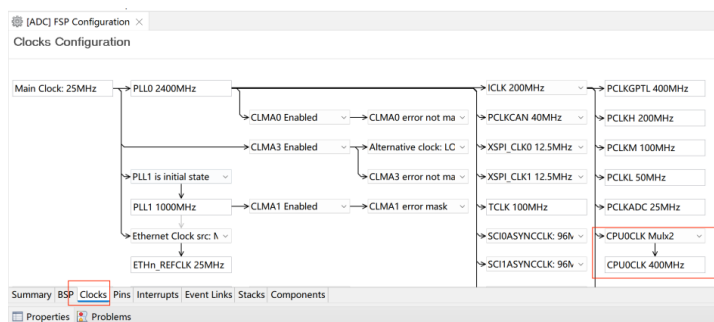 [ADC] FSP Configuration
Clocks Configuration
Main Clock: 25MHz PLL0 2400MHz ICLK 200MHz PCLKGPTL 400MHz
CLMA0 Enabled CLMA0 error not ma PCLKCAN 40MHz PCLKH 200MHz
CLMA3 Enabled Alternative clock: LO XSPI_CLK0 12.5MHz PCLKM 100MHz
PLL1 is initial state CLMA3 error not ma XSPI_CLK1 12.5MHz PCLKL 50MHz
PLL1 1000MHz CLMA1 Enabled CLMA1 error mask TCLK 100MHz PCLKADC 25MHz
Ethernet Clock src: SCI0ASYNCCLK: 96 CPU0CLK Mulx2
ETHn_REFCLK 25MHz SCI1ASYNCCLK: 96 CPU0CLK 400MHz
Summary BSP Clocks Pins Interrupts Event Links Stacks Components
Properties Problems